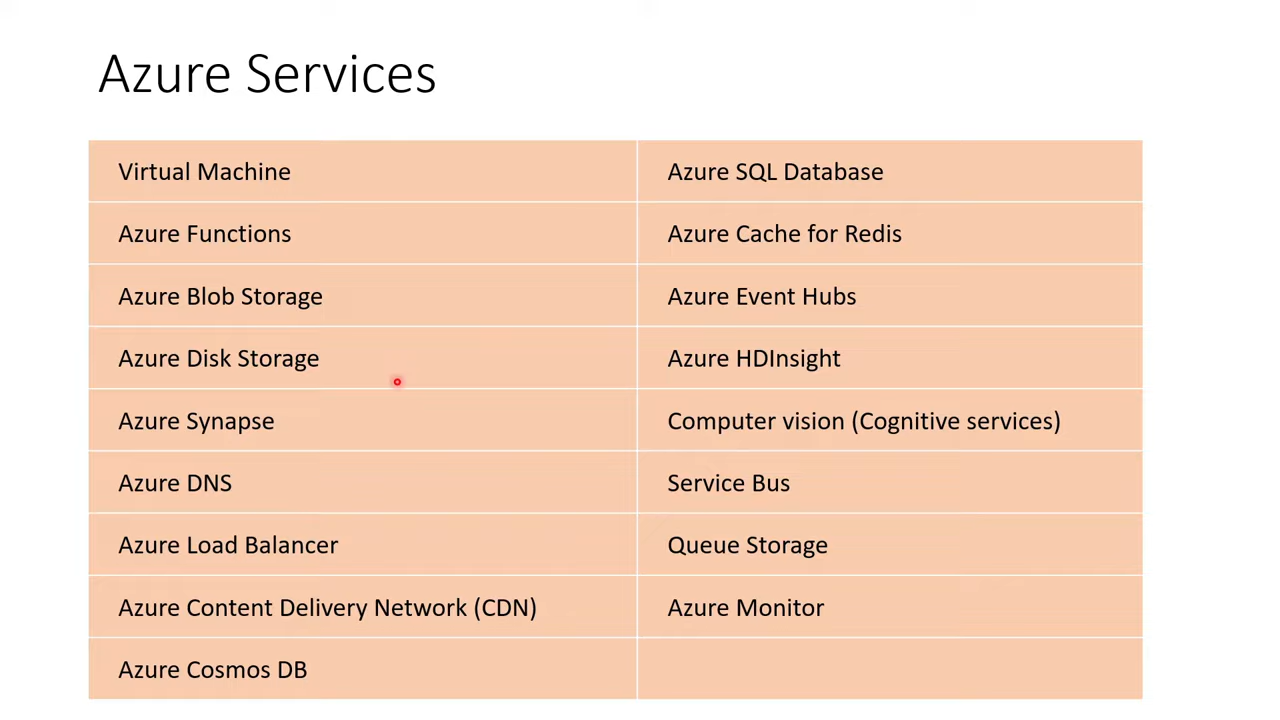 Azure Services
Virtual Machine
Azure SQL Database
Azure Functions
Azure Cache for Redis
Azure Blob Storage
Azure Event Hubs
Azure Disk Storage
Azure HDInsight
Azure Synapse
Computer vision (Cognitive services)
Azure DNS
Service Bus
Azure Load Balancer
Queue Storage
Azure Content Delivery Network (CDN)
Azure Monitor
Azure Cosmos DB